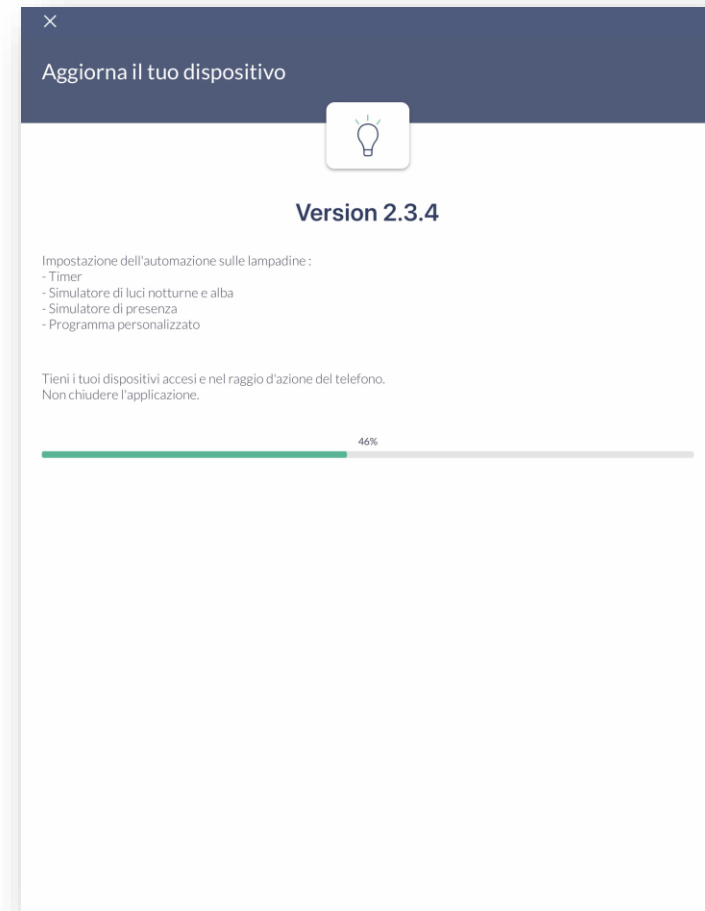 Aggiorna il tuo dispositivo
Version 2.3.4
Impostazione dell'automazione sulle lampadine :
- Timer
- Simulatore di luci notturne e alba
- Simulatore di presenza
- Programma personalizzato
Tieni i tuoi dispositivi accesi e nel raggio d'azione del telefono.
Non chiudere l'applicazione.
46%